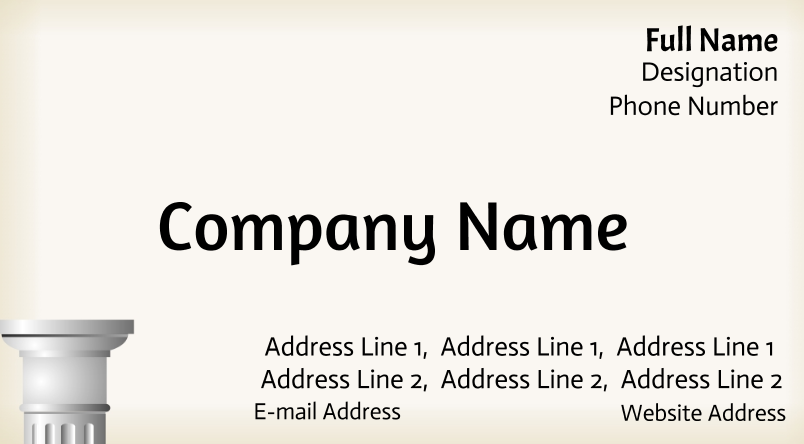 Full Name
Designation
Phone Number
Company Name
Address Line 1, Address Line 1, Address Line 1
Address Line 2, Address Line 2, Address Line 2
E-mail Address Website Address